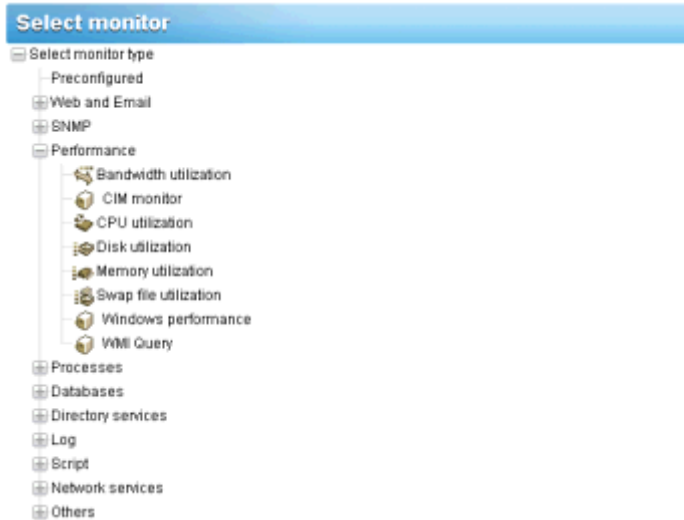 Select monitor
Select monitor type
Preconfigured
Web and Email
SNMP
Performance
Bandwidth utilization
CIM monitor
CPU utilization
Disk utilization
Memory utilization
Swap file utilization
Windows performance
WMI Query
Processes
Databases
Directory services
Log
Script
Network services
Others